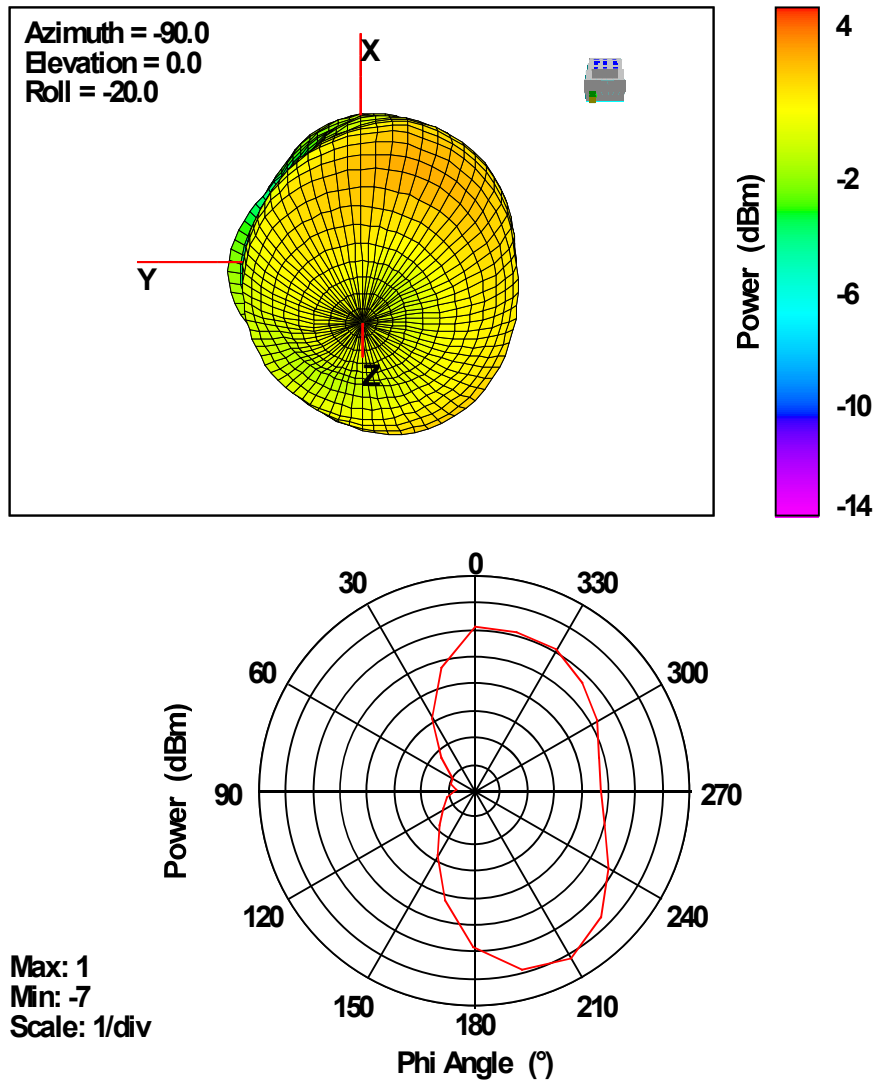 Azimuth = -90.0
Elevation = 0.0
Roll = -20.0
X
Y
Z
4
-2
-6
-10
-14
Power (dBm)
0
330
300
270
240
210
180
150
120
90
60
30
Power (dBm)
Max: 1
Min: -7
Scale: 1/div
Phi Angle (°)